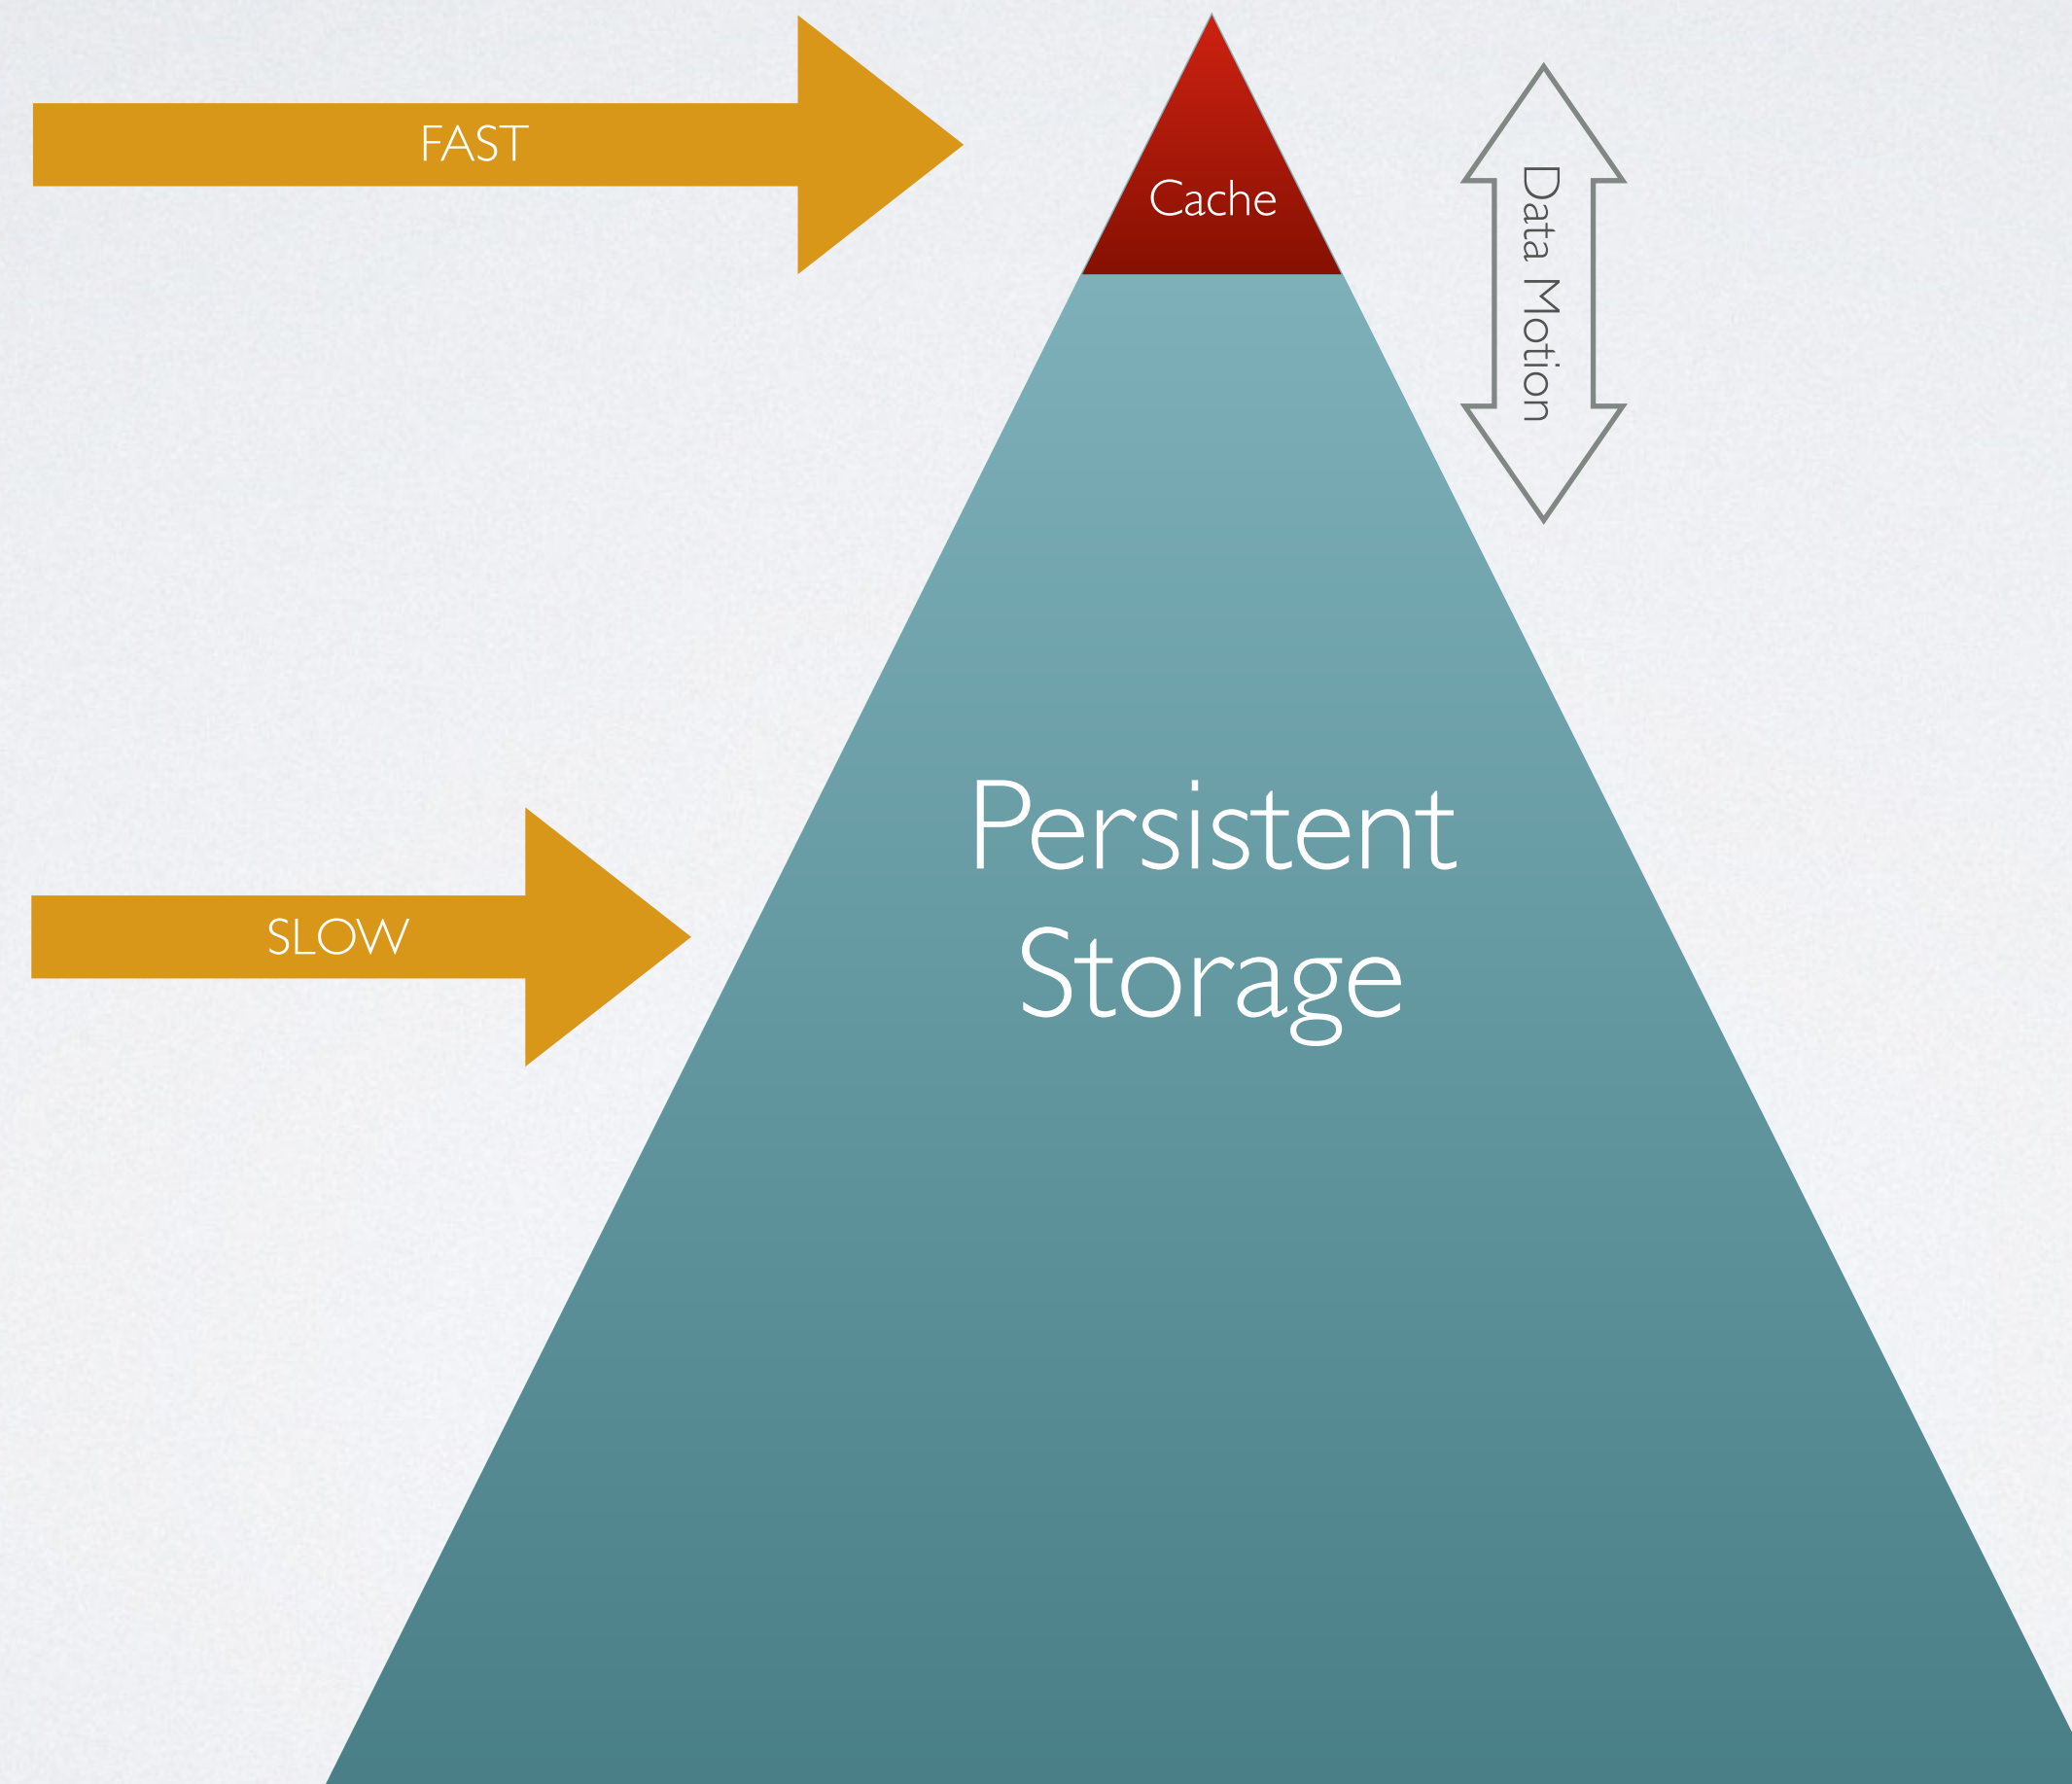 FAST
Cache
Data Motion
Persistent
Storage
SLOW